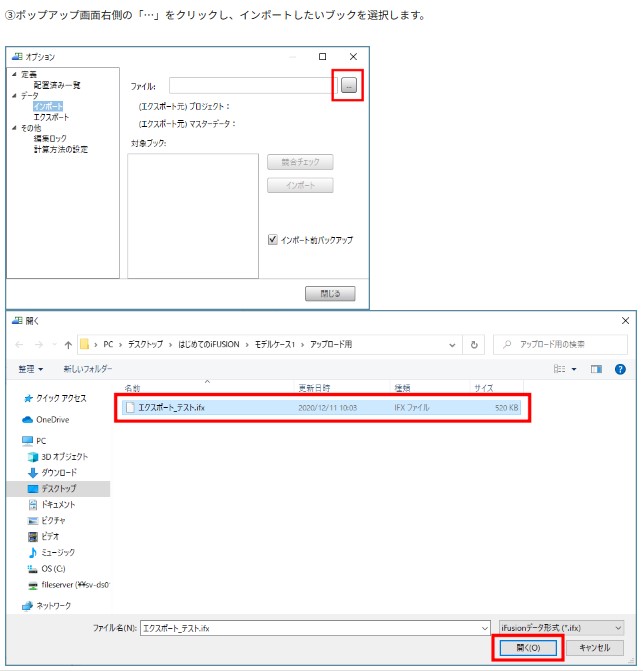 ③ポップアップ画面右側の「…」をクリックし、インポートしたいブックを選択します。
オプション
定義
配置済み一覧
データ
インポート
エクスポート
その他
編集ロック
計算方法の設定
ファイル:
...
(エクスポート元) プロジェクト:
(エクスポート元) マスターデータ:
対象ブック:
整合チェック
インポート
インポート前バックアップ
閉じる
開く
PC › デスクトップ › はじめてのiFUSION › モデルケース1 › アップロード用
アップロード用の検索
整理 新しいフォルダー
名前 更新日時 種類 サイズ
エクスポート_テスト.ifx 2020/12/11 10:03 IFX ファイル 520 KB
クイック アクセス
OneDrive
PC
3D オブジェクト
ダウンロード
デスクトップ
ドキュメント
ピクチャ
ビデオ
ミュージック
OS (C:)
fileserver (¥¥sv-ds0
ネットワーク
ファイル名(N): エクスポート_テスト.ifx iFusionデータ形式 (*.ifx)
開く(O) キャンセル